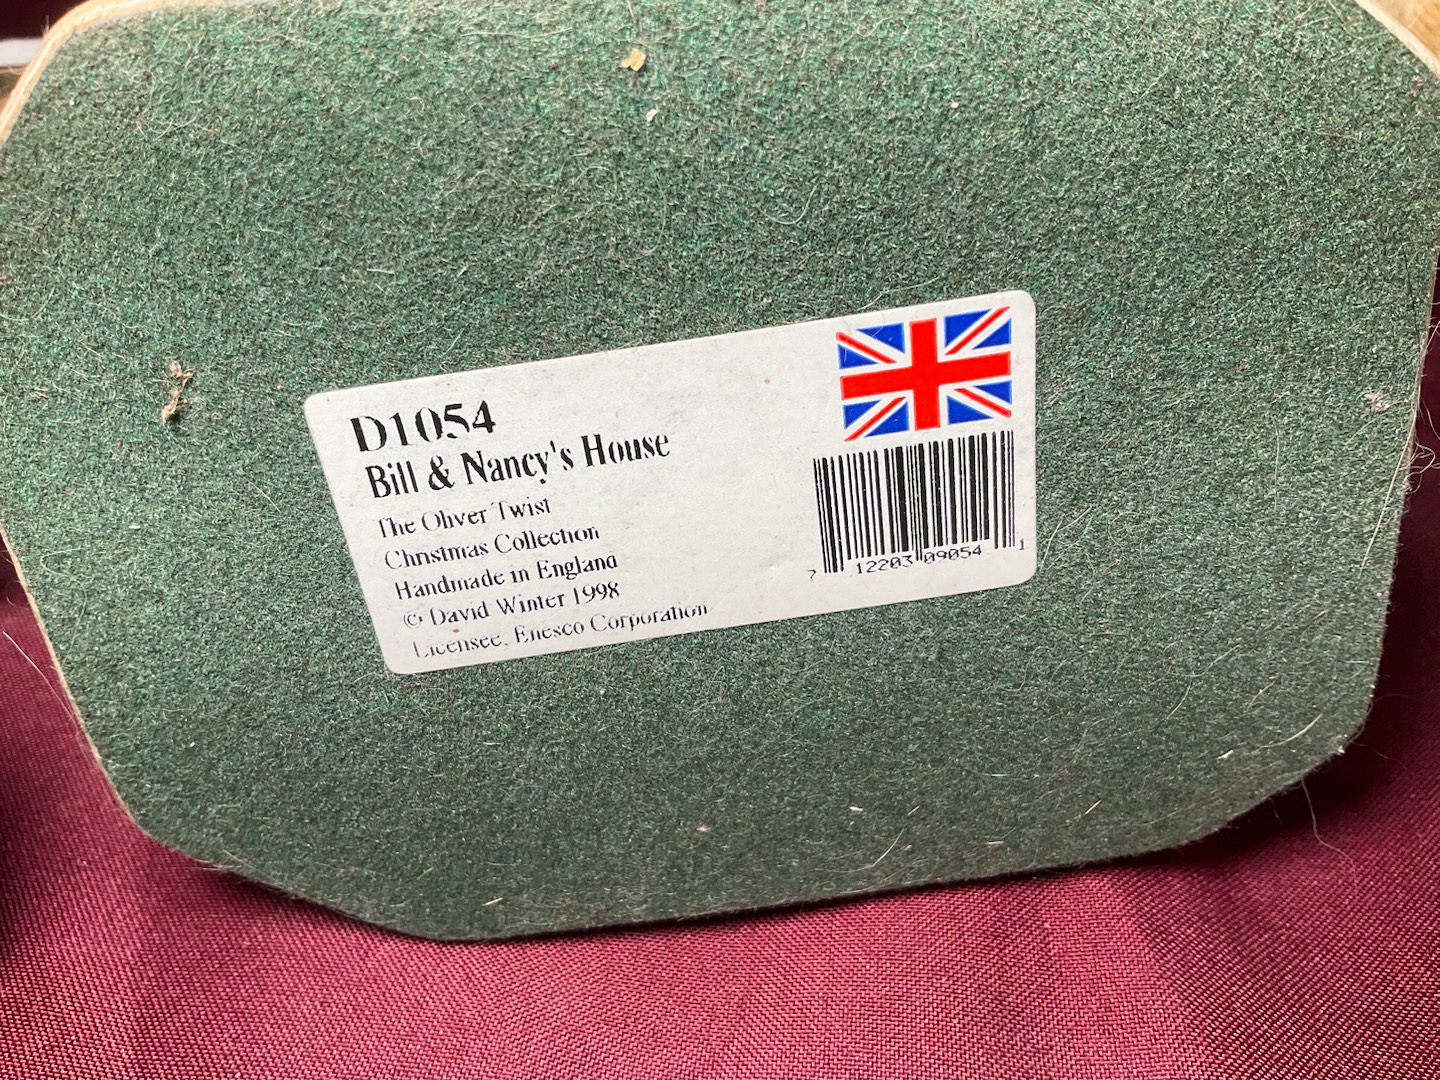 D1054
Bill & Nancy's House
The Oliver Twist
Christmas Collection
Handmade in England
© David Winter 1998
Licensee, Enesco Corporation
7 12203 09054 1